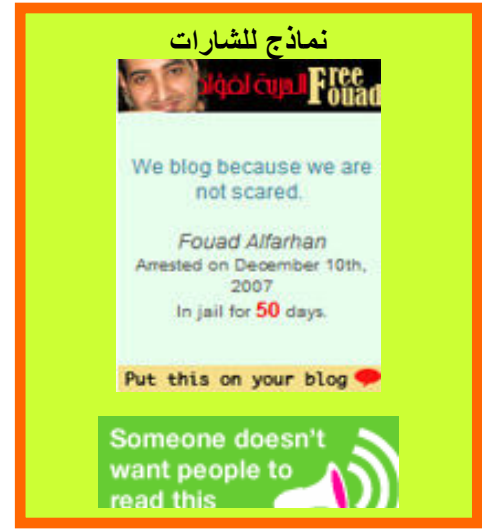 نماذج للشارات
الحرية لفؤاد
Free
Fouad
We blog because we are
not scared.
Fouad Alfarhan
Arrested on December 10th,
2007
In jail for 50 days.
Put this on your blog
Someone doesn't
want people to
read this